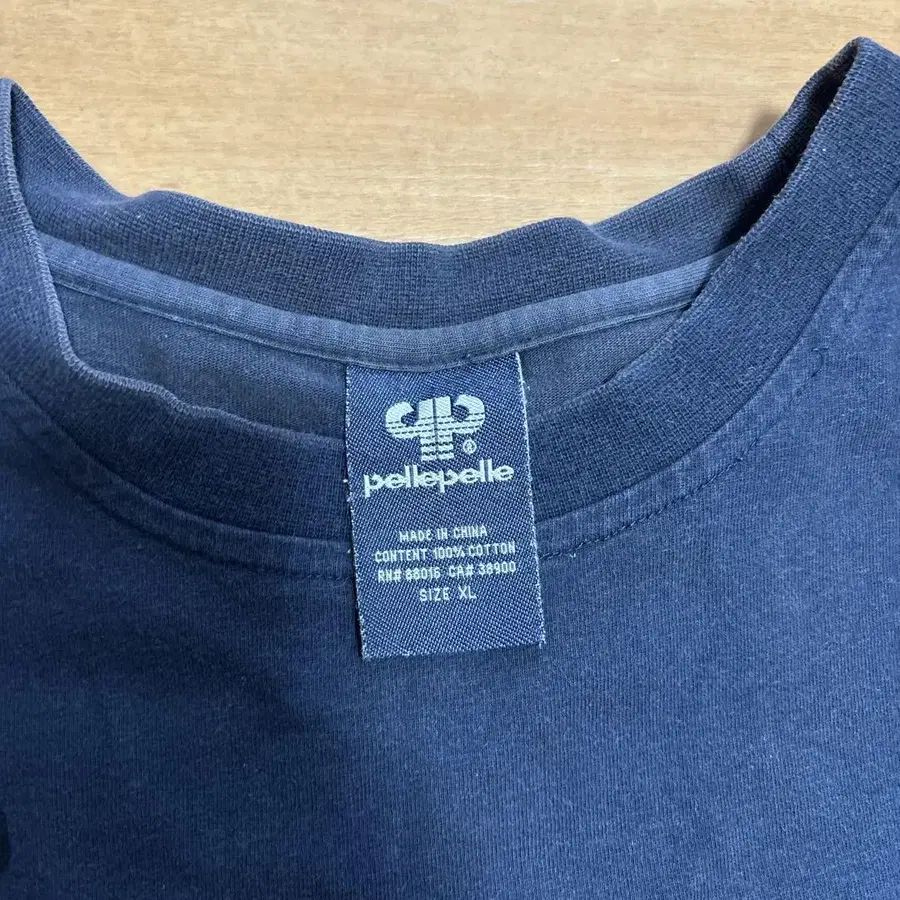 ®
pellepelle
MADE IN CHINA
CONTENT 100% COTTON
RN# 88016 CA# 38900
SIZE XL